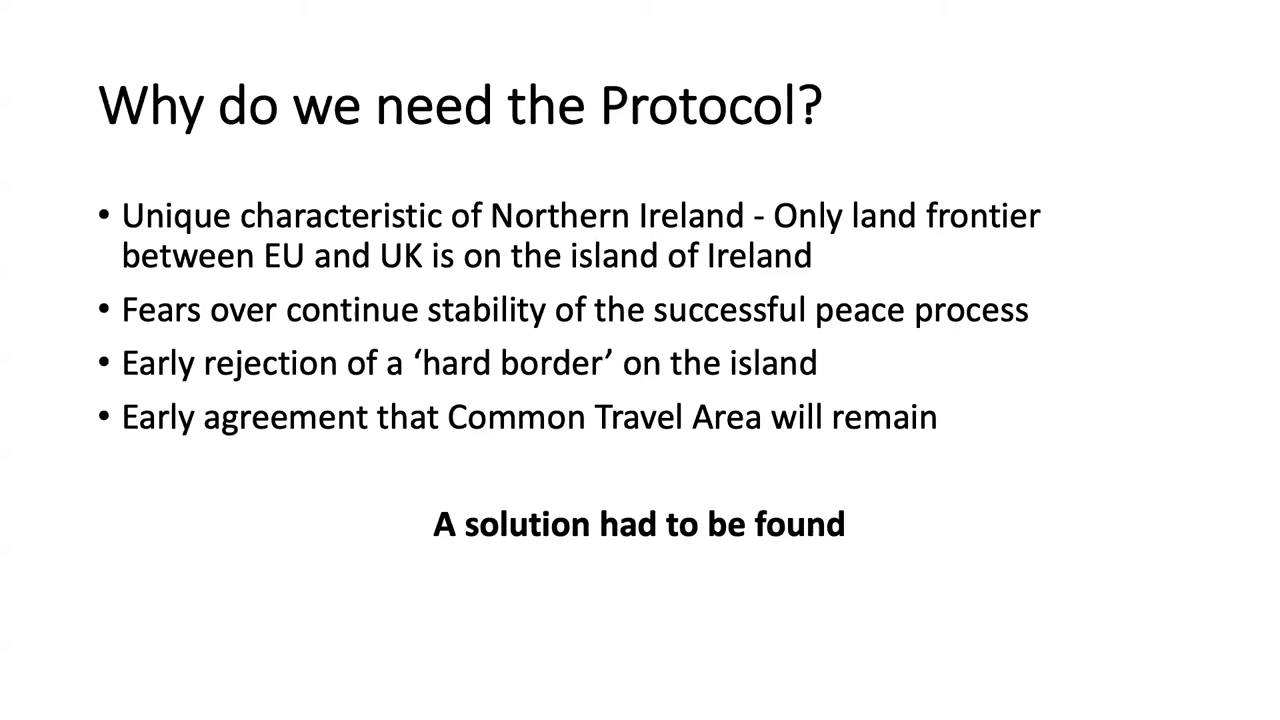 Why do we need the Protocol?
• Unique characteristic of Northern Ireland - Only land frontier
between EU and UK is on the island of Ireland
• Fears over continue stability of the successful peace process
• Early rejection of a ‘hard border’ on the island
• Early agreement that Common Travel Area will remain
A solution had to be found